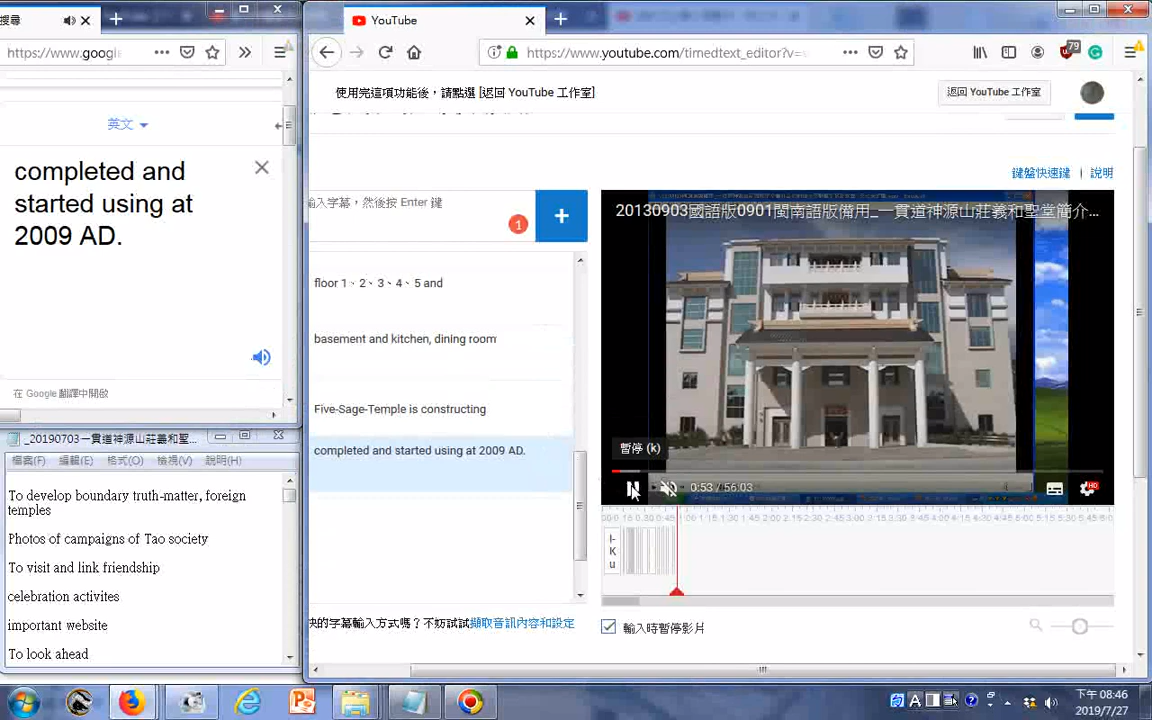 搜尋
YouTube
https://www.goog
https://www.youtube.com/timedtext_editor?v=
79
使用完這項功能後，請點選 [返回 YouTube 工作室]
返回 YouTube 工作室
英文
completed and
started using at
2009 AD.
在 Google 翻譯中開啟
鍵盤快速鍵 | 說明
輸入字幕，然後按 Enter 鍵
1
+
floor 1、2、3、4、5 and
basement and kitchen, dining room
Five-Sage-Temple is constructing
completed and started using at 2009 AD.
20130903國語版0901閩南語版備用_一貫道神源山莊義和聖堂簡介...
暫停 (k)
0:53 / 56:03
HD
I-
K
u
快的字幕輸入方式嗎？不妨試試擷取音訊內容和設定
輸入時暫停影片
_20190703一貫道神源山莊義和聖...
檔案(F) 編輯(E) 格式(O) 檢視(V) 說明(H)
To develop boundary truth-matter, foreign
temples
Photos of campaigns of Tao society
To visit and link friendship
celebration activites
important website
To look ahead
A
下午 08:46
2019/7/27